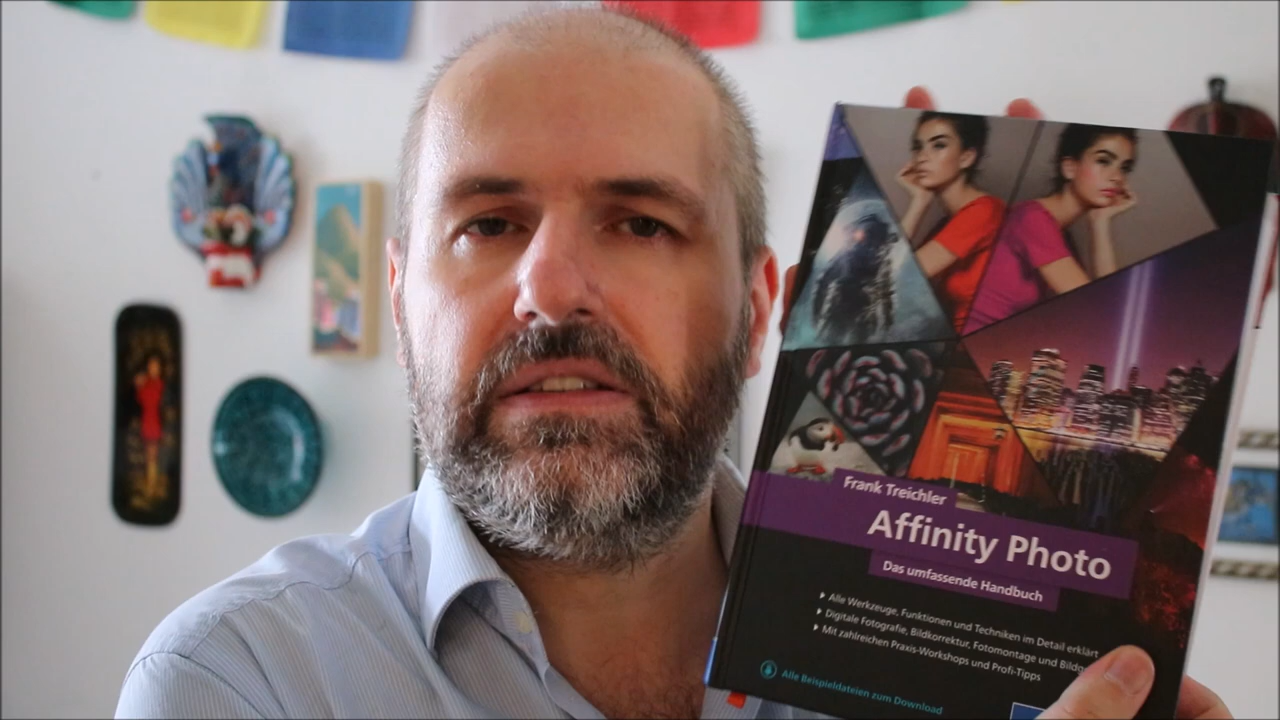 Frank Treichler
Affinity Photo
Das umfassende Handbuch
Alle Werkzeuge, Funktionen und Techniken im Detail erklärt
Digitale Fotografie, Bildkorrektur, Fotomontage und
Mit zahlreichen Praxis-Workshops und Profi-Tipps
Alle Beispieldateien zum Download